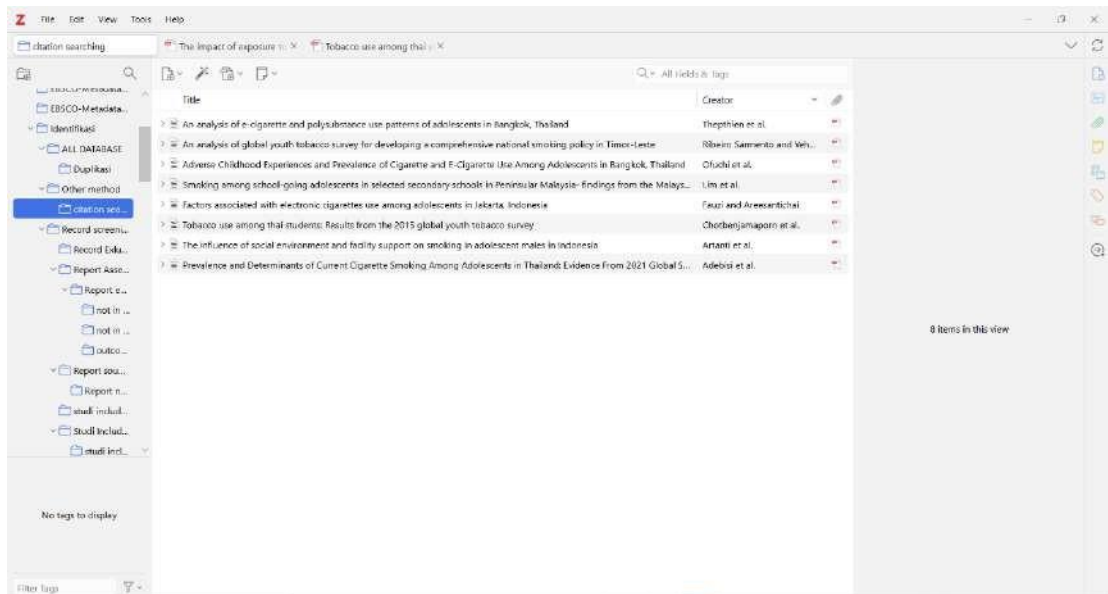 Z File Edit View Tools Help
citation searching
The impact of exposure
Tobacco use among thai
All Fields & Tags
Title Creator
EBSCO-Metadata...
EBSCO-Metadata...
Identifikasi
ALL DATABASE
Duplikasi
Other method
citation sea...
Record screeni...
Record Exlu...
Report Asse...
Report e...
not in ...
not in ...
outco...
Report sou...
Report n...
studi includ...
Studi Includ...
studi incl...
An analysis of e-cigarette and polysubstance use patterns of adolescents in Bangkok, Thailand Thepthien et al.
An analysis of global youth tobacco survey for developing a comprehensive national smoking policy in Timor-Leste Ribeiro Sarmento and Yeh...
Adverse Childhood Experiences and Prevalence of Cigarette and E-Cigarette Use Among Adolescents in Bangkok, Thailand Ofuchi et al.
Smoking among school-going adolescents in selected secondary schools in Peninsular Malaysia- findings from the Malays... Lim et al.
Factors associated with electronic cigarettes use among adolescents in Jakarta, Indonesia Fauzi and Areesantichai
Tobacco use among thai students: Results from the 2015 global youth tobacco survey Chotbenjamaporn et al.
The influence of social environment and facility support on smoking in adolescent males in Indonesia Artanti et al.
Prevalence and Determinants of Current Cigarette Smoking Among Adolescents in Thailand: Evidence From 2021 Global S... Adebisi et al.
8 items in this view
No tags to display
Filter Tags